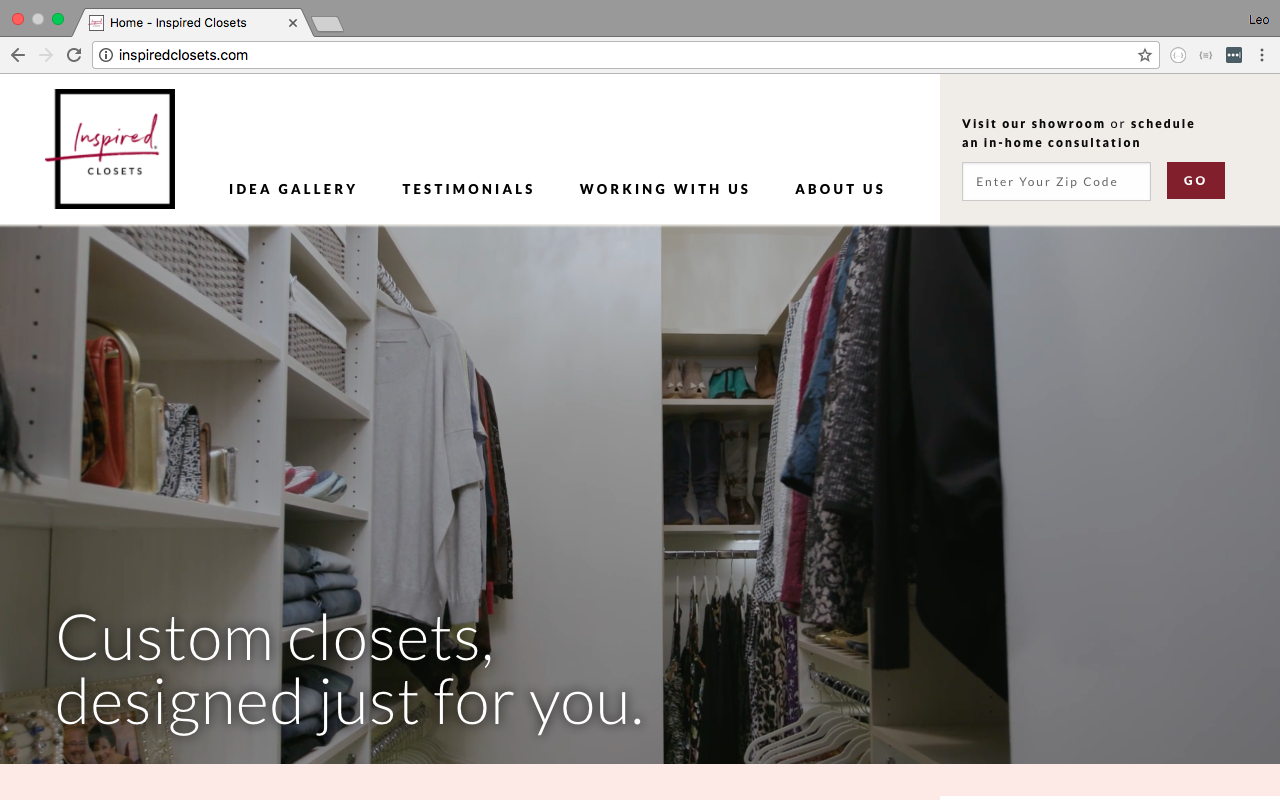 Home - Inspired Closets
Leo
inspiredclosets.com
Inspired.
CLOSETS
IDEA GALLERY
TESTIMONIALS
WORKING WITH US
ABOUT US
Visit our showroom or schedule
an in-home consultation
Enter Your Zip Code
GO
Custom closets,
designed just for you.